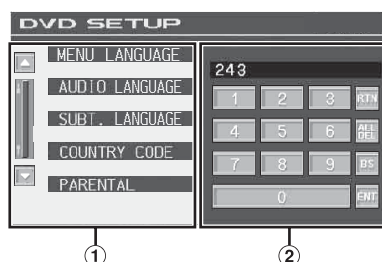 DVD SETUP
MENU LANGUAGE
AUDIO LANGUAGE
SUBT. LANGUAGE
COUNTRY CODE
PARENTAL
243
1 2 3 RTN
4 5 6 ALL DEL
7 8 9 BS
0 ENT
1 2